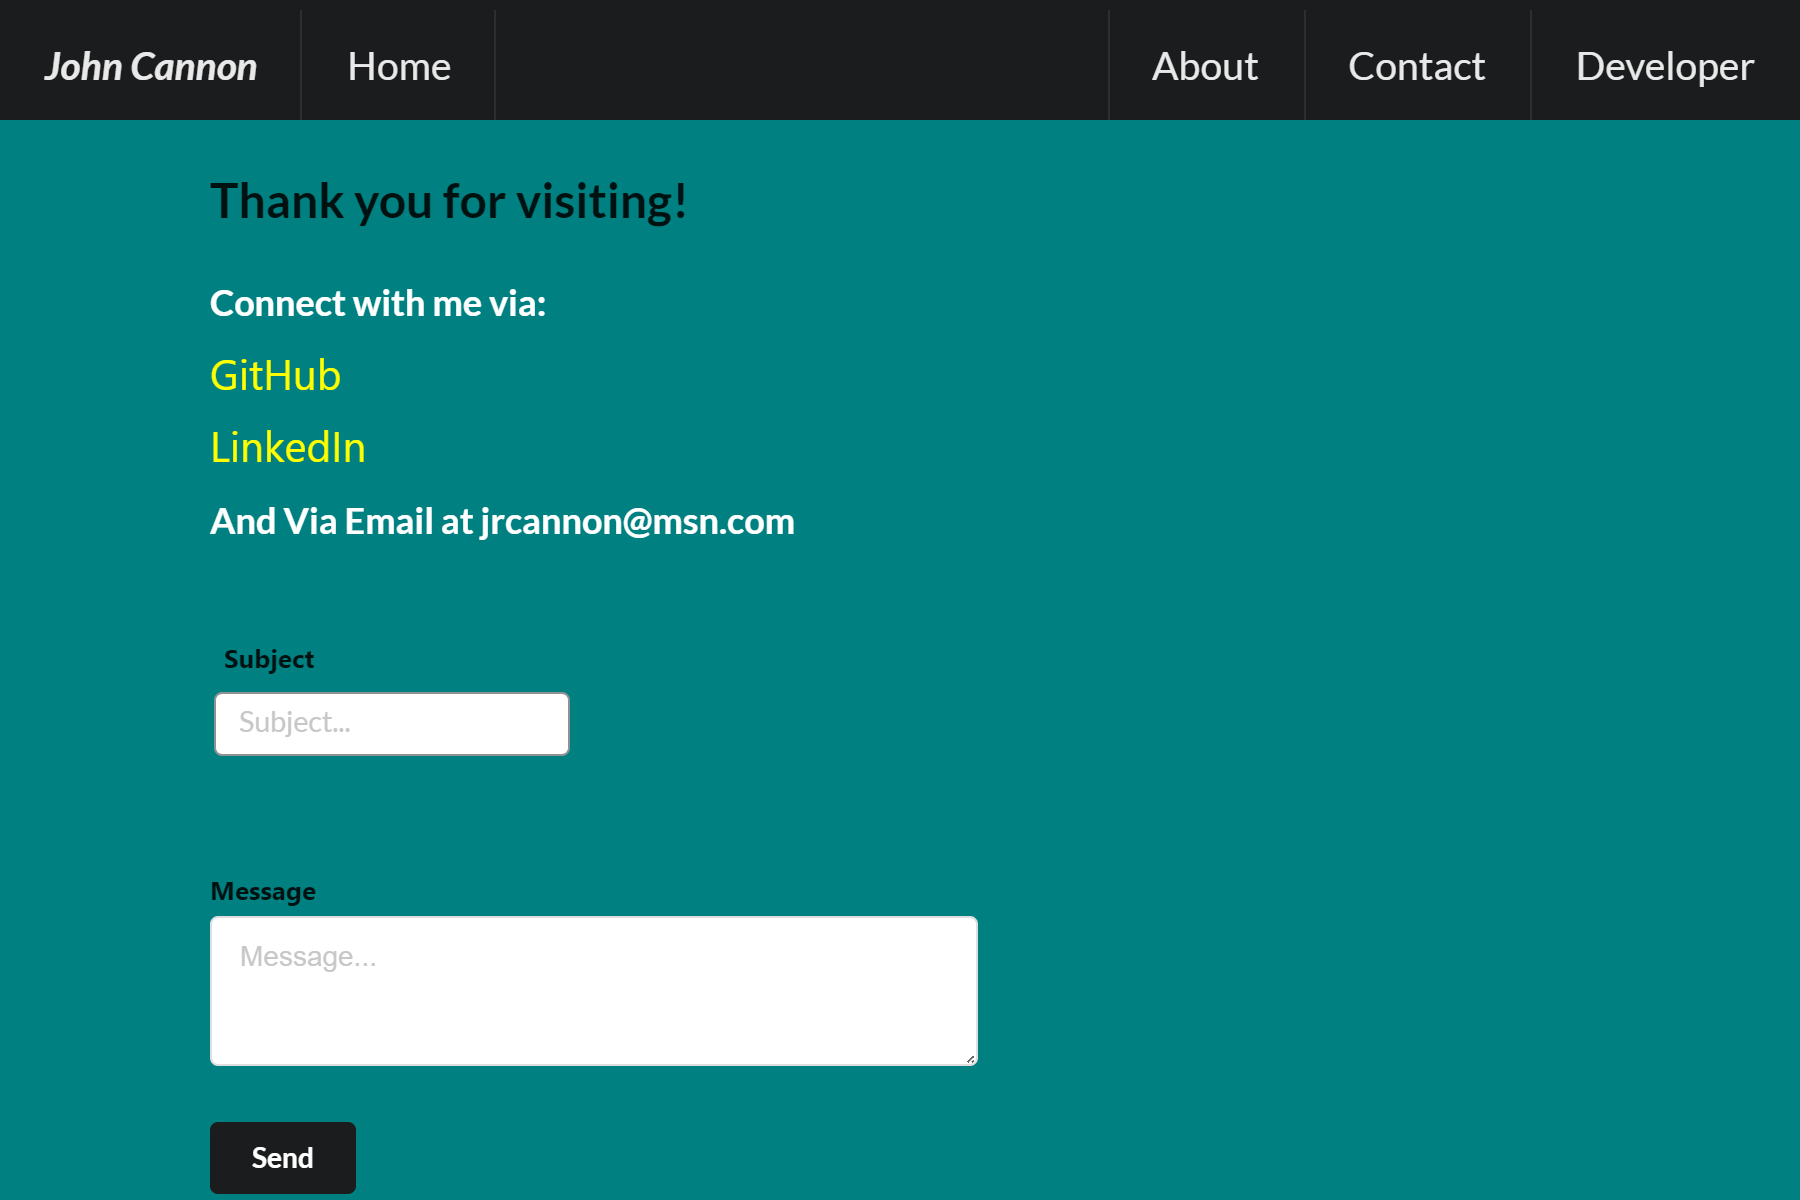 John Cannon Home About Contact Developer
Thank you for visiting!
Connect with me via:
GitHub
LinkedIn
And Via Email at jrcannon@msn.com
Subject
Subject...
Message
Message...
Send